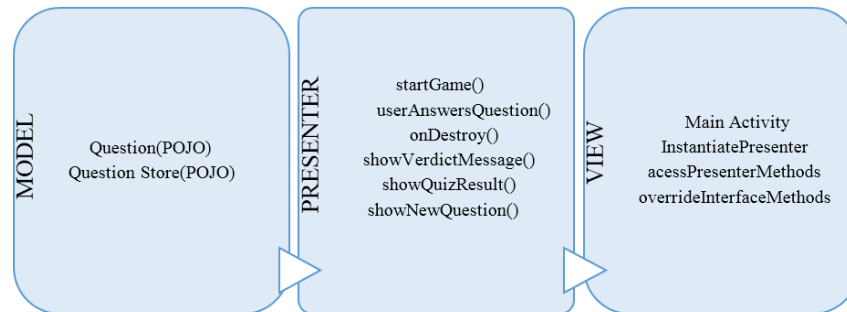 MODEL
Question(POJO)
Question Store(POJO)
PRESENTER
startGame()
userAnswersQuestion()
onDestroy()
showVerdictMessage()
showQuizResult()
showNewQuestion()
VIEW
Main Activity
InstantiatePresenter
acessPresenterMethods
overrideInterfaceMethods